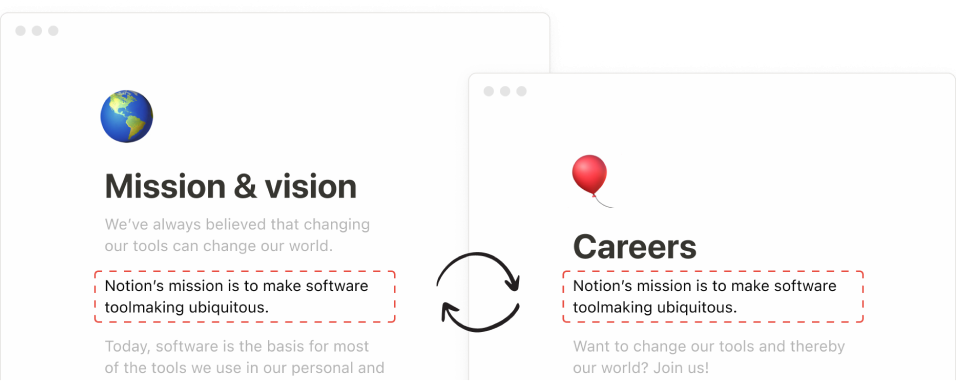 Mission & vision
We’ve always believed that changing
our tools can change our world.
Notion’s mission is to make software
toolmaking ubiquitous.
Today, software is the basis for most
of the tools we use in our personal and
Careers
Notion’s mission is to make software
toolmaking ubiquitous.
Want to change our tools and thereby
our world? Join us!